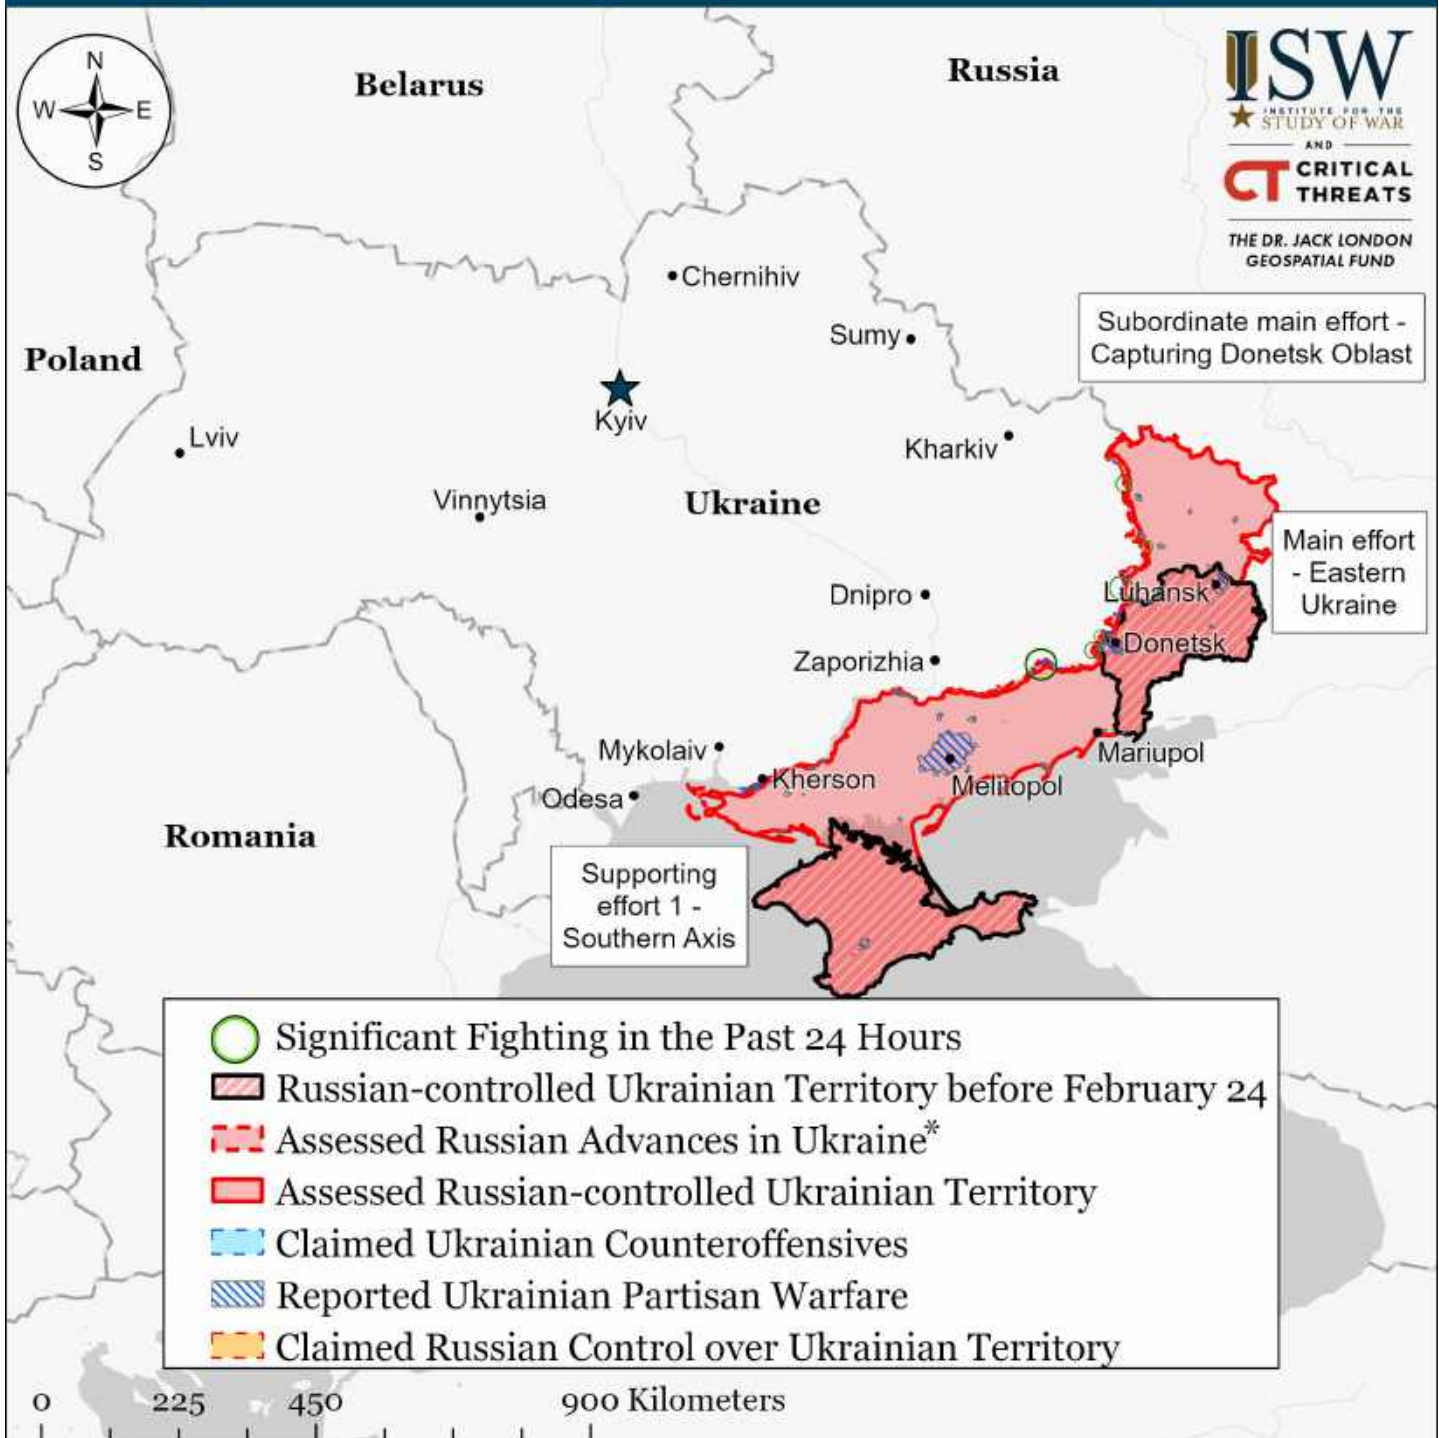 N
W
E
S
Belarus
Russia
ISW
INSTITUTE FOR THE
STUDY OF WAR
AND
CT CRITICAL
THREATS
THE DR. JACK LONDON
GEOSPATIAL FUND
Chernihiv
Subordinate main effort -
Capturing Donetsk Oblast
Sumy
Poland
Kyiv
Lviv
Kharkiv
Vinnytsia
Ukraine
Main effort
- Eastern
Ukraine
Dnipro
Luhansk
Donetsk
Zaporizhia
Mykolaiv
Mariupol
Kherson
Melitopol
Odesa
Romania
Supporting
effort 1 -
Southern Axis
Significant Fighting in the Past 24 Hours
Russian-controlled Ukrainian Territory before February 24
Assessed Russian Advances in Ukraine*
Assessed Russian-controlled Ukrainian Territory
Claimed Ukrainian Counteroffensives
Reported Ukrainian Partisan Warfare
Claimed Russian Control over Ukrainian Territory
0 225 450 900 Kilometers